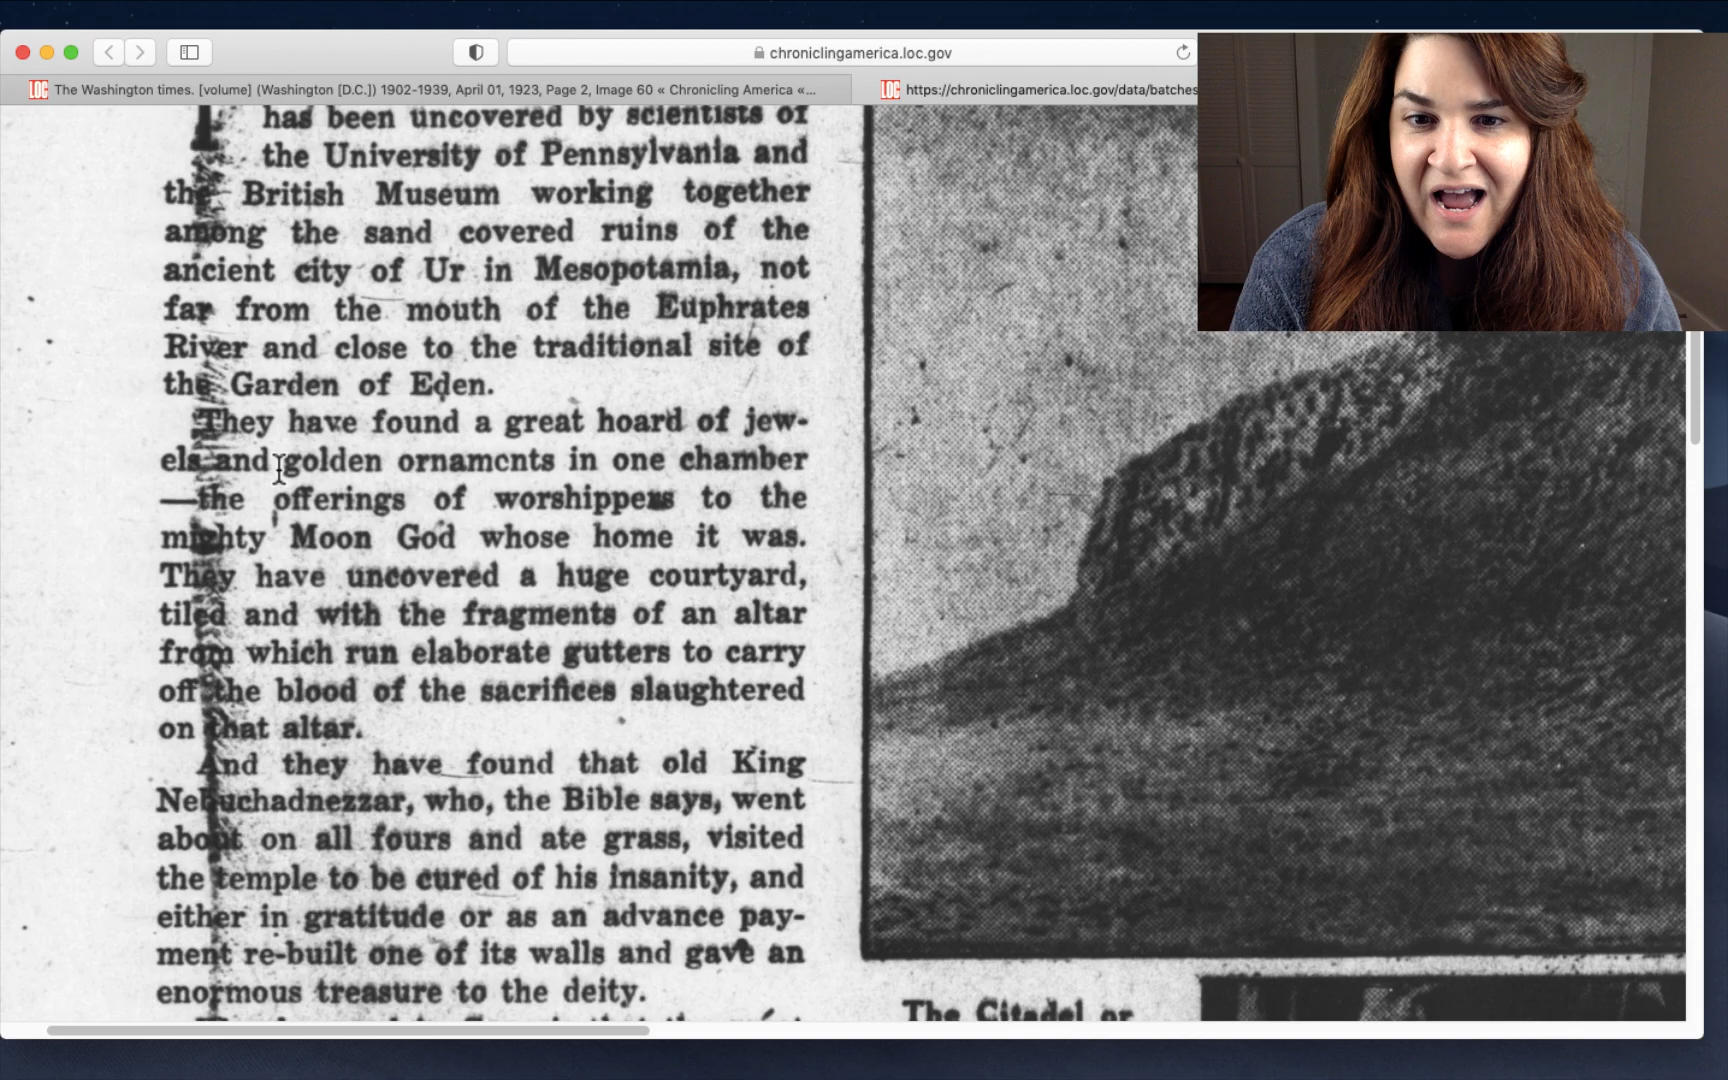 chroniclingamerica.loc.gov
LOC The Washington times. [volume] (Washington [D.C.]) 1902-1939, April 01, 1923, Page 2, Image 60 « Chronicling America «...
LOC https://chroniclingamerica.loc.gov/data/batches
has been uncovered by scientists of
the University of Pennsylvania and
the British Museum working together
among the sand covered ruins of the
ancient city of Ur in Mesopotamia, not
far from the mouth of the Euphrates
River and close to the traditional site of
the Garden of Eden.
They have found a great hoard of jew-
els and golden ornaments in one chamber
—the offerings of worshippers to the
mighty Moon God whose home it was.
They have uncovered a huge courtyard,
tiled and with the fragments of an altar
from which run elaborate gutters to carry
off the blood of the sacrifices slaughtered
on that altar.
And they have found that old King
Nebuchadnezzar, who, the Bible says, went
about on all fours and ate grass, visited
the temple to be cured of his insanity, and
either in gratitude or as an advance pay-
ment re-built one of its walls and gave an
enormous treasure to the deity.
The Citadel or